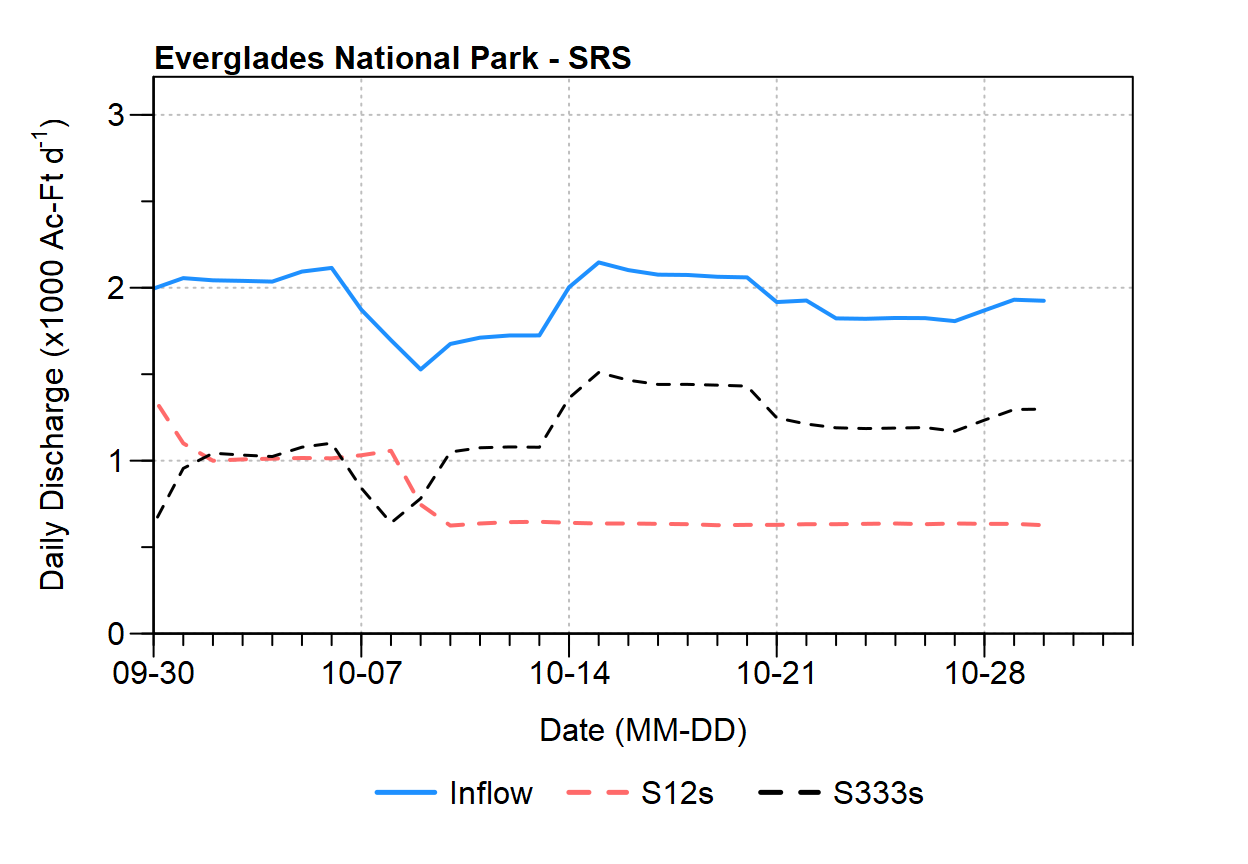 Everglades National Park - SRS
Daily Discharge (x1000 Ac-Ft d-1)
3
2
1
0
09-30 10-07 10-14 10-21 10-28
Date (MM-DD)
Inflow S12s S333s